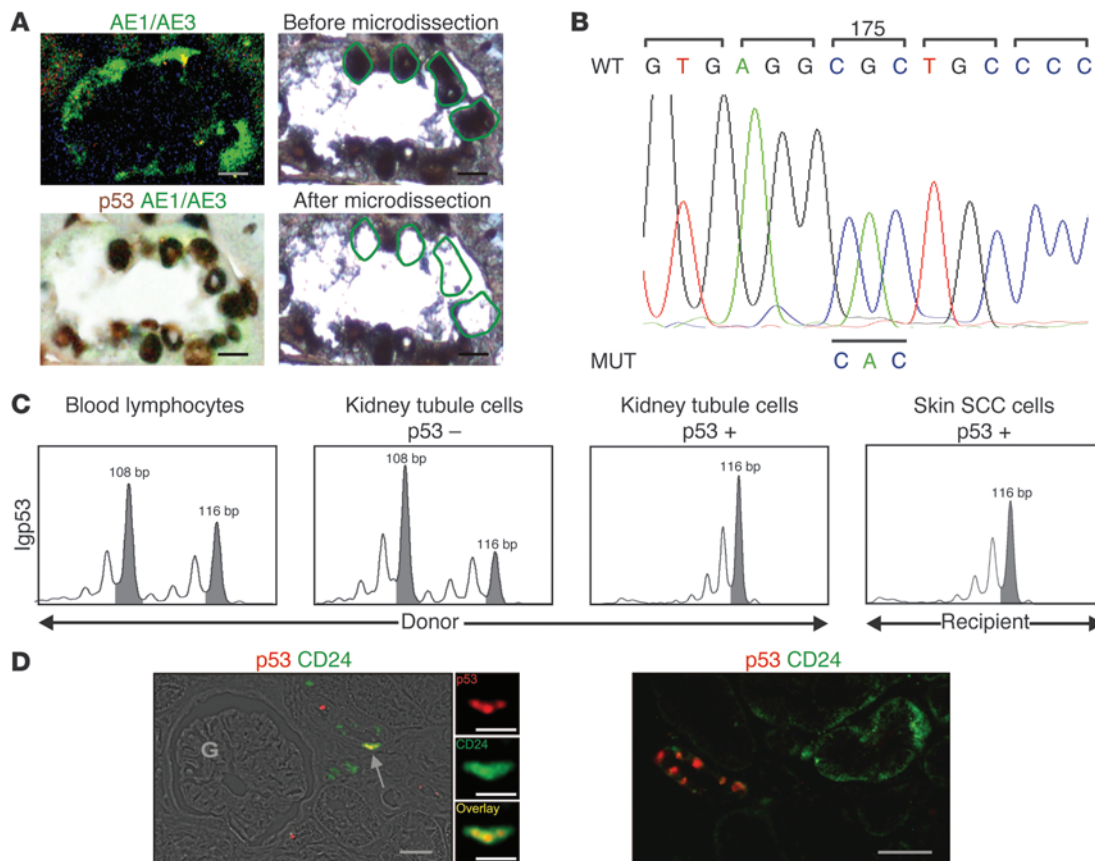 A
AE1/AE3
Before microdissection
p53 AE1/AE3
After microdissection
B
175
WT G T G A G G C G C T G C C C C
MUT C A C
C
Blood lymphocytes
Kidney tubule cells
p53 –
Kidney tubule cells
p53 +
Skin SCC cells
p53 +
Igp53
108 bp
116 bp
108 bp
116 bp
116 bp
116 bp
Donor
Recipient
D
p53 CD24
G
p53
CD24
Overlay
p53 CD24